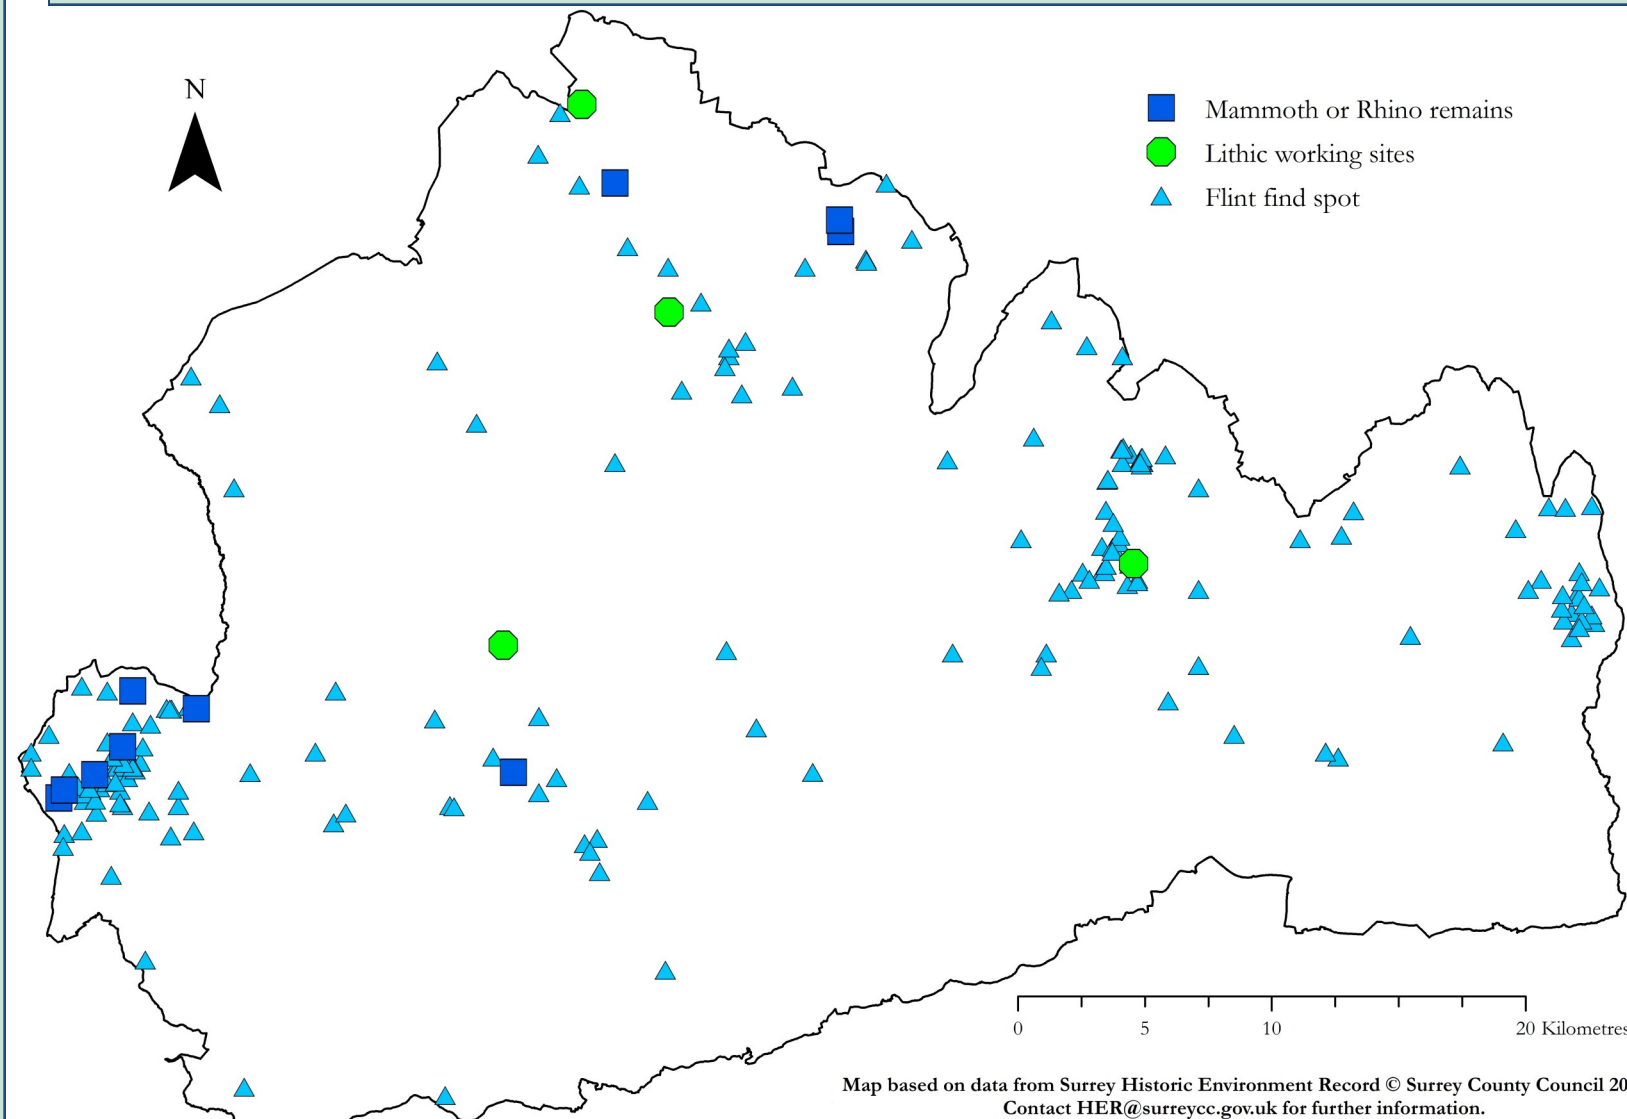 N
Mammoth or Rhino remains
Lithic working sites
Flint find spot
0 5 10 20 Kilometres
Map based on data from Surrey Historic Environment Record © Surrey County Council 20
Contact HER@surreycc.gov.uk for further information.